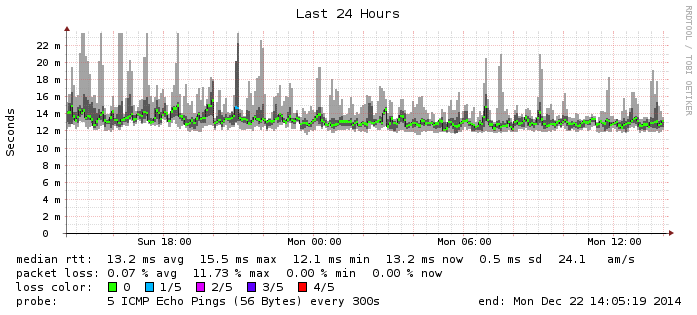 Last 24 Hours
RRDTOOL / TOBI OETIKER
Seconds
22 m
20 m
18 m
16 m
14 m
12 m
10 m
8 m
6 m
4 m
2 m
0
Sun 18:00 Mon 00:00 Mon 06:00 Mon 12:00
median rtt: 13.2 ms avg 15.5 ms max 12.1 ms min 13.2 ms now 0.5 ms sd 24.1 am/s
packet loss: 0.07 % avg 11.73 % max 0.00 % min 0.00 % now
loss color: 0 1/5 2/5 3/5 4/5
probe: 5 ICMP Echo Pings (56 Bytes) every 300s end: Mon Dec 22 14:05:19 2014